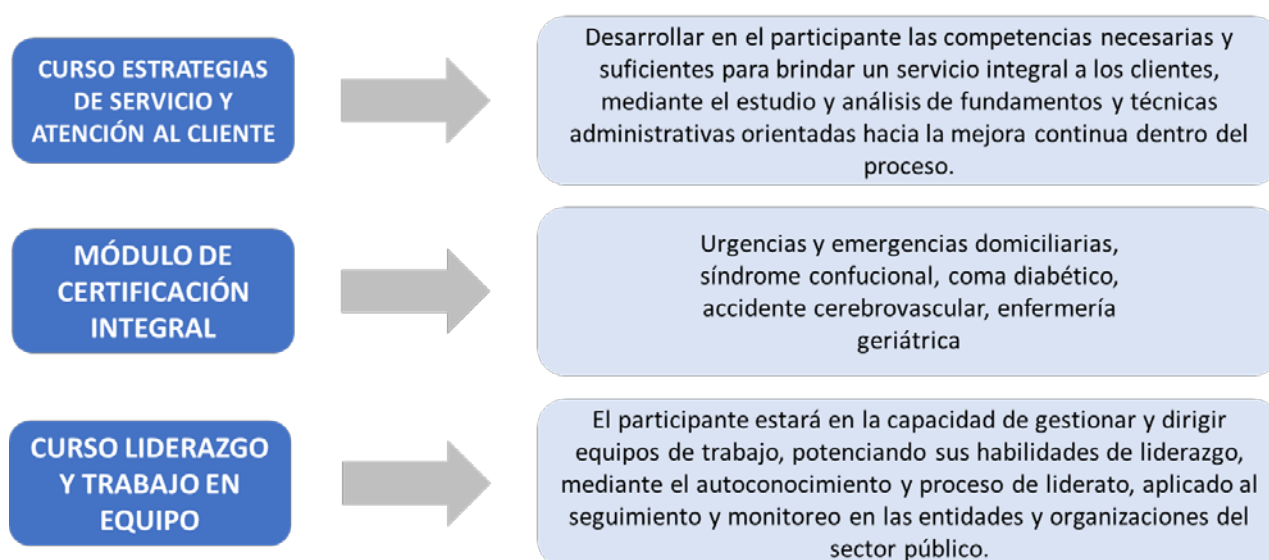 CURSO ESTRATEGIAS
DE SERVICIO Y
ATENCIÓN AL CLIENTE
Desarrollar en el participante las competencias necesarias y
suficientes para brindar un servicio integral a los clientes,
mediante el estudio y análisis de fundamentos y técnicas
administrativas orientadas hacia la mejora continua dentro del
proceso.
MÓDULO DE
CERTIFICACIÓN
INTEGRAL
Urgencias y emergencias domiciliarias,
síndrome confucional, coma diabético,
accidente cerebrovascular, enfermería
geriátrica
CURSO LIDERAZGO
Y TRABAJO EN
EQUIPO
El participante estará en la capacidad de gestionar y dirigir
equipos de trabajo, potenciando sus habilidades de liderazgo,
mediante el autoconocimiento y proceso de liderato, aplicado al
seguimiento y monitoreo en las entidades y organizaciones del
sector público.